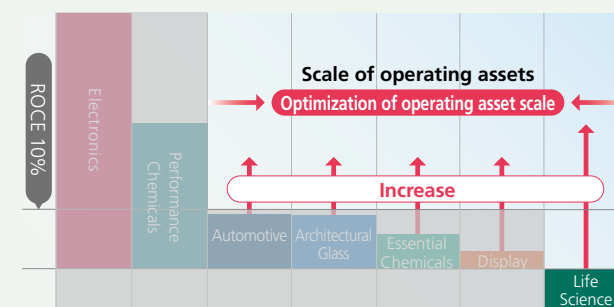 ROCE 10%
Electronics
Performance
Chemicals
Scale of operating assets
Optimization of operating asset scale
Increase
Automotive
Architectural
Glass
Essential
Chemicals
Display
Life
Science